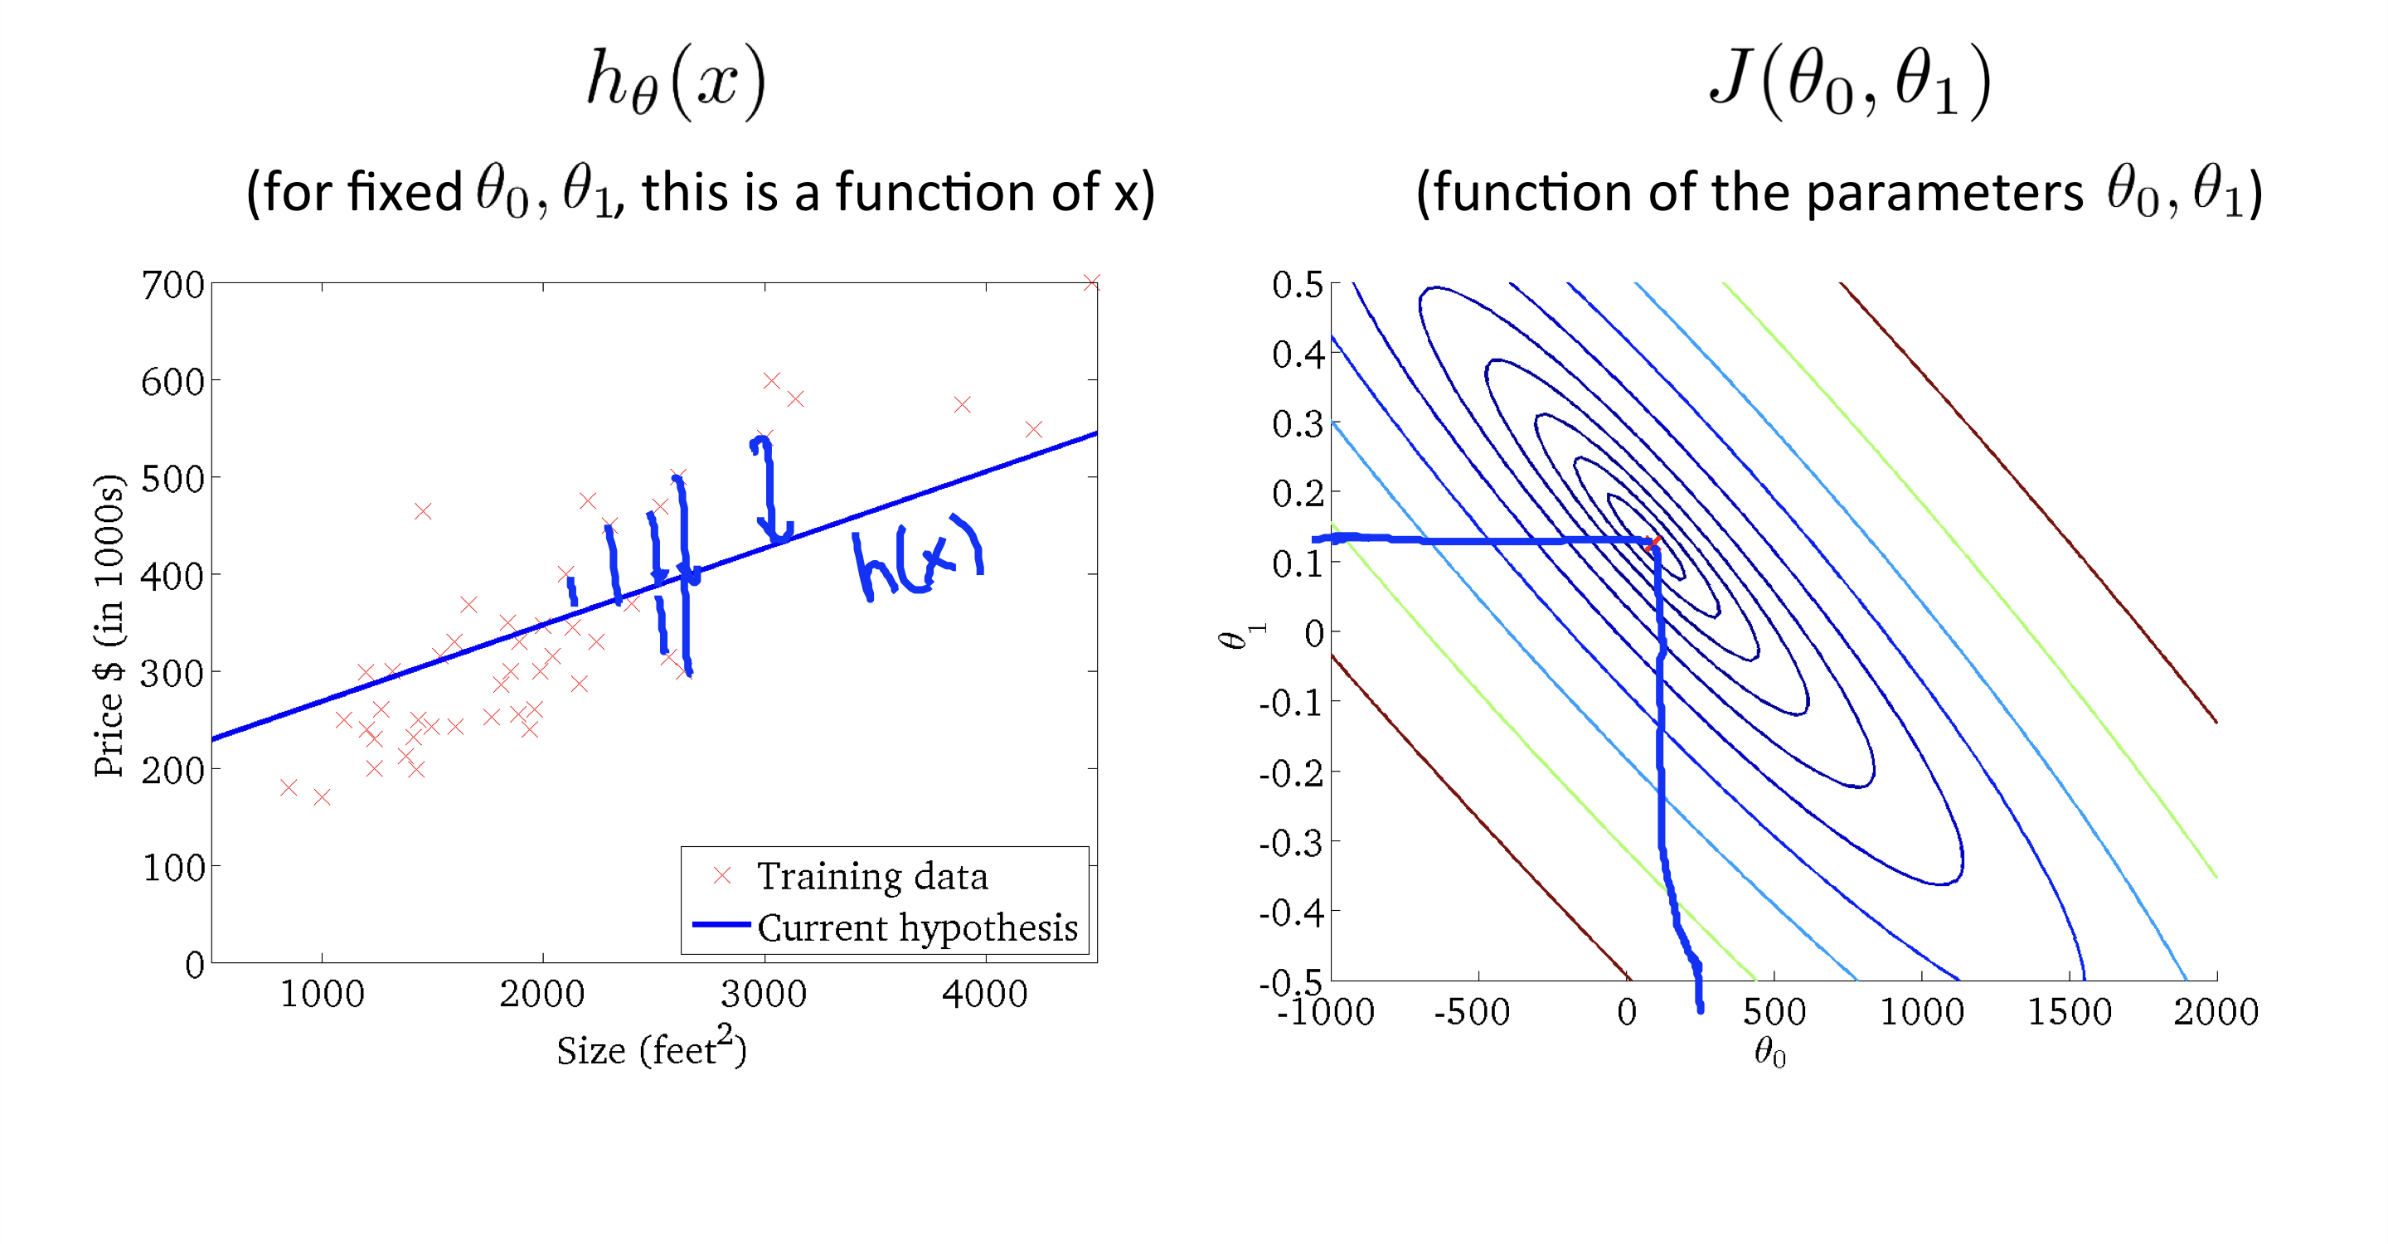 h_θ(x)
(for fixed θ₀, θ₁, this is a function of x)
700
600
500
400
300
200
100
0
Price $ (in 1000s)
1000 2000 3000 4000
Size (feet²)
h(x)
Training data
Current hypothesis
J(θ₀, θ₁)
(function of the parameters θ₀, θ₁)
0.5
0.4
0.3
0.2
0.1
0
-0.1
-0.2
-0.3
-0.4
-0.5
θ₁
-1000 -500 0 500 1000 1500 2000
θ₀